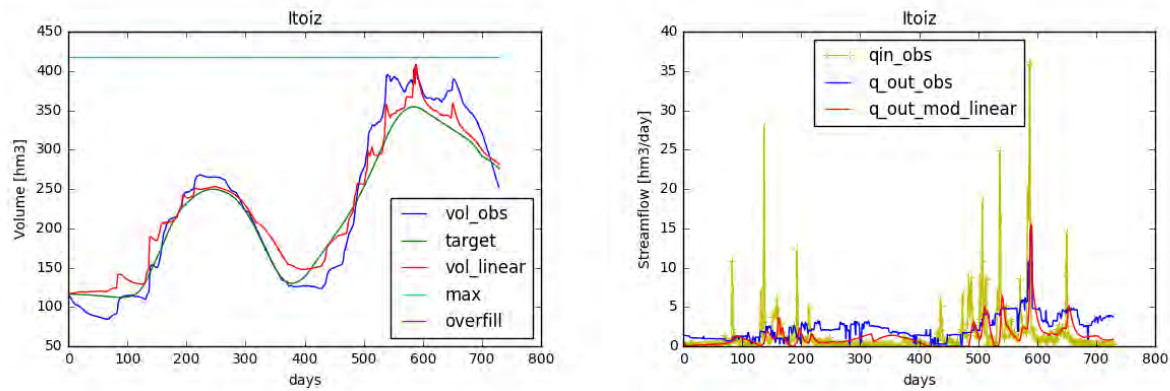 Itoiz
450
400
350
300
250
200
150
100
50
Volume [hm3]
vol_obs
target
vol_linear
max
overfill
0 100 200 300 400 500 600 700 800
days
Itoiz
40
35
30
25
20
15
10
5
0
Streamflow [hm3/day]
qin_obs
q_out_obs
q_out_mod_linear
0 100 200 300 400 500 600 700 800
days